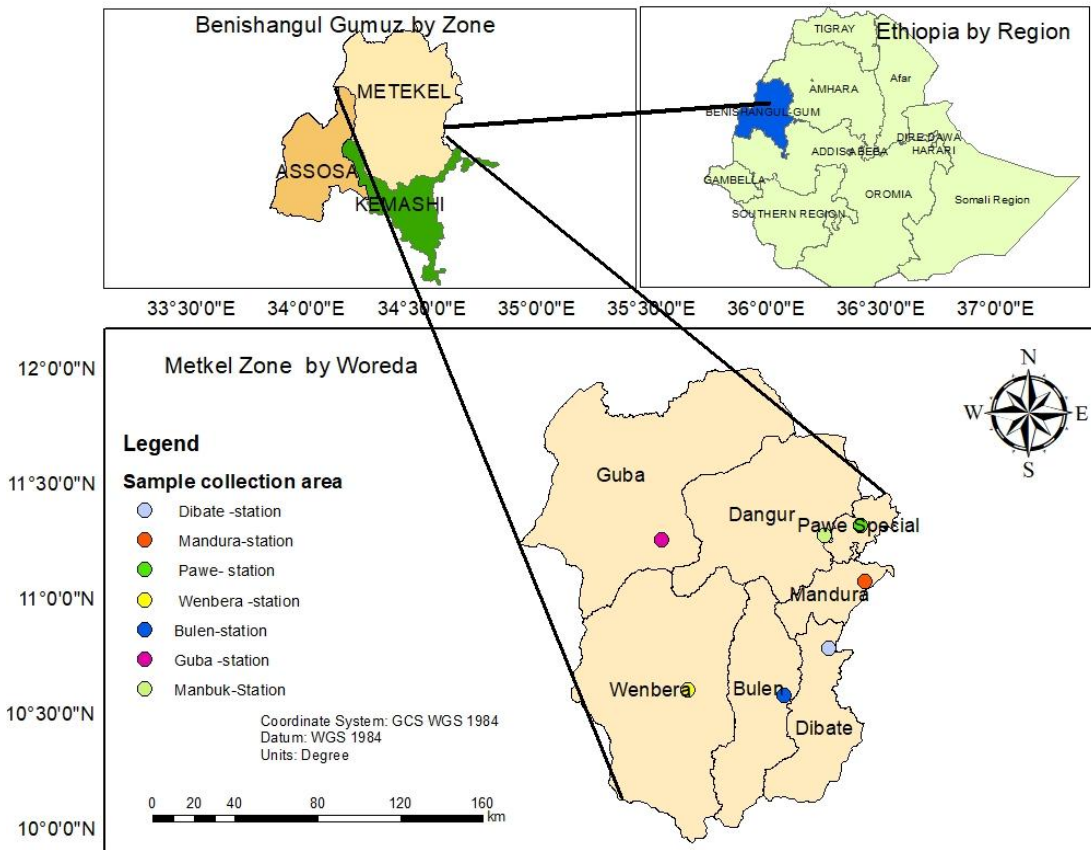 Benishangul Gumuz by Zone
METEKEL
ASSOSA
KEMASHI
Ethiopia by Region
TIGRAY
Afar
AMHARA
BENISHANGUL-GUM
DIRE DAWA
ADDIS ABEBA
HARARI
GAMBELLA
OROMIA
SOUTHERN REGION
Somali Region
33°30'0"E 34°0'0"E 34°30'0"E 35°0'0"E 35°30'0"E 36°0'0"E 36°30'0"E 37°0'0"E
Metkel Zone by Woreda
12°0'0"N
11°30'0"N
11°0'0"N
10°30'0"N
10°0'0"N
N
W E
S
Legend
Sample collection area
Dibate -station
Mandura-station
Pawe- station
Wenbera -station
Bulen-station
Guba -station
Manbuk-Station
Coordinate System: GCS WGS 1984
Datum: WGS 1984
Units: Degree
0 20 40 80 120 160
km
Guba
Dangur
Pawe Special
Mandura
Wenbera
Bulen
Dibate